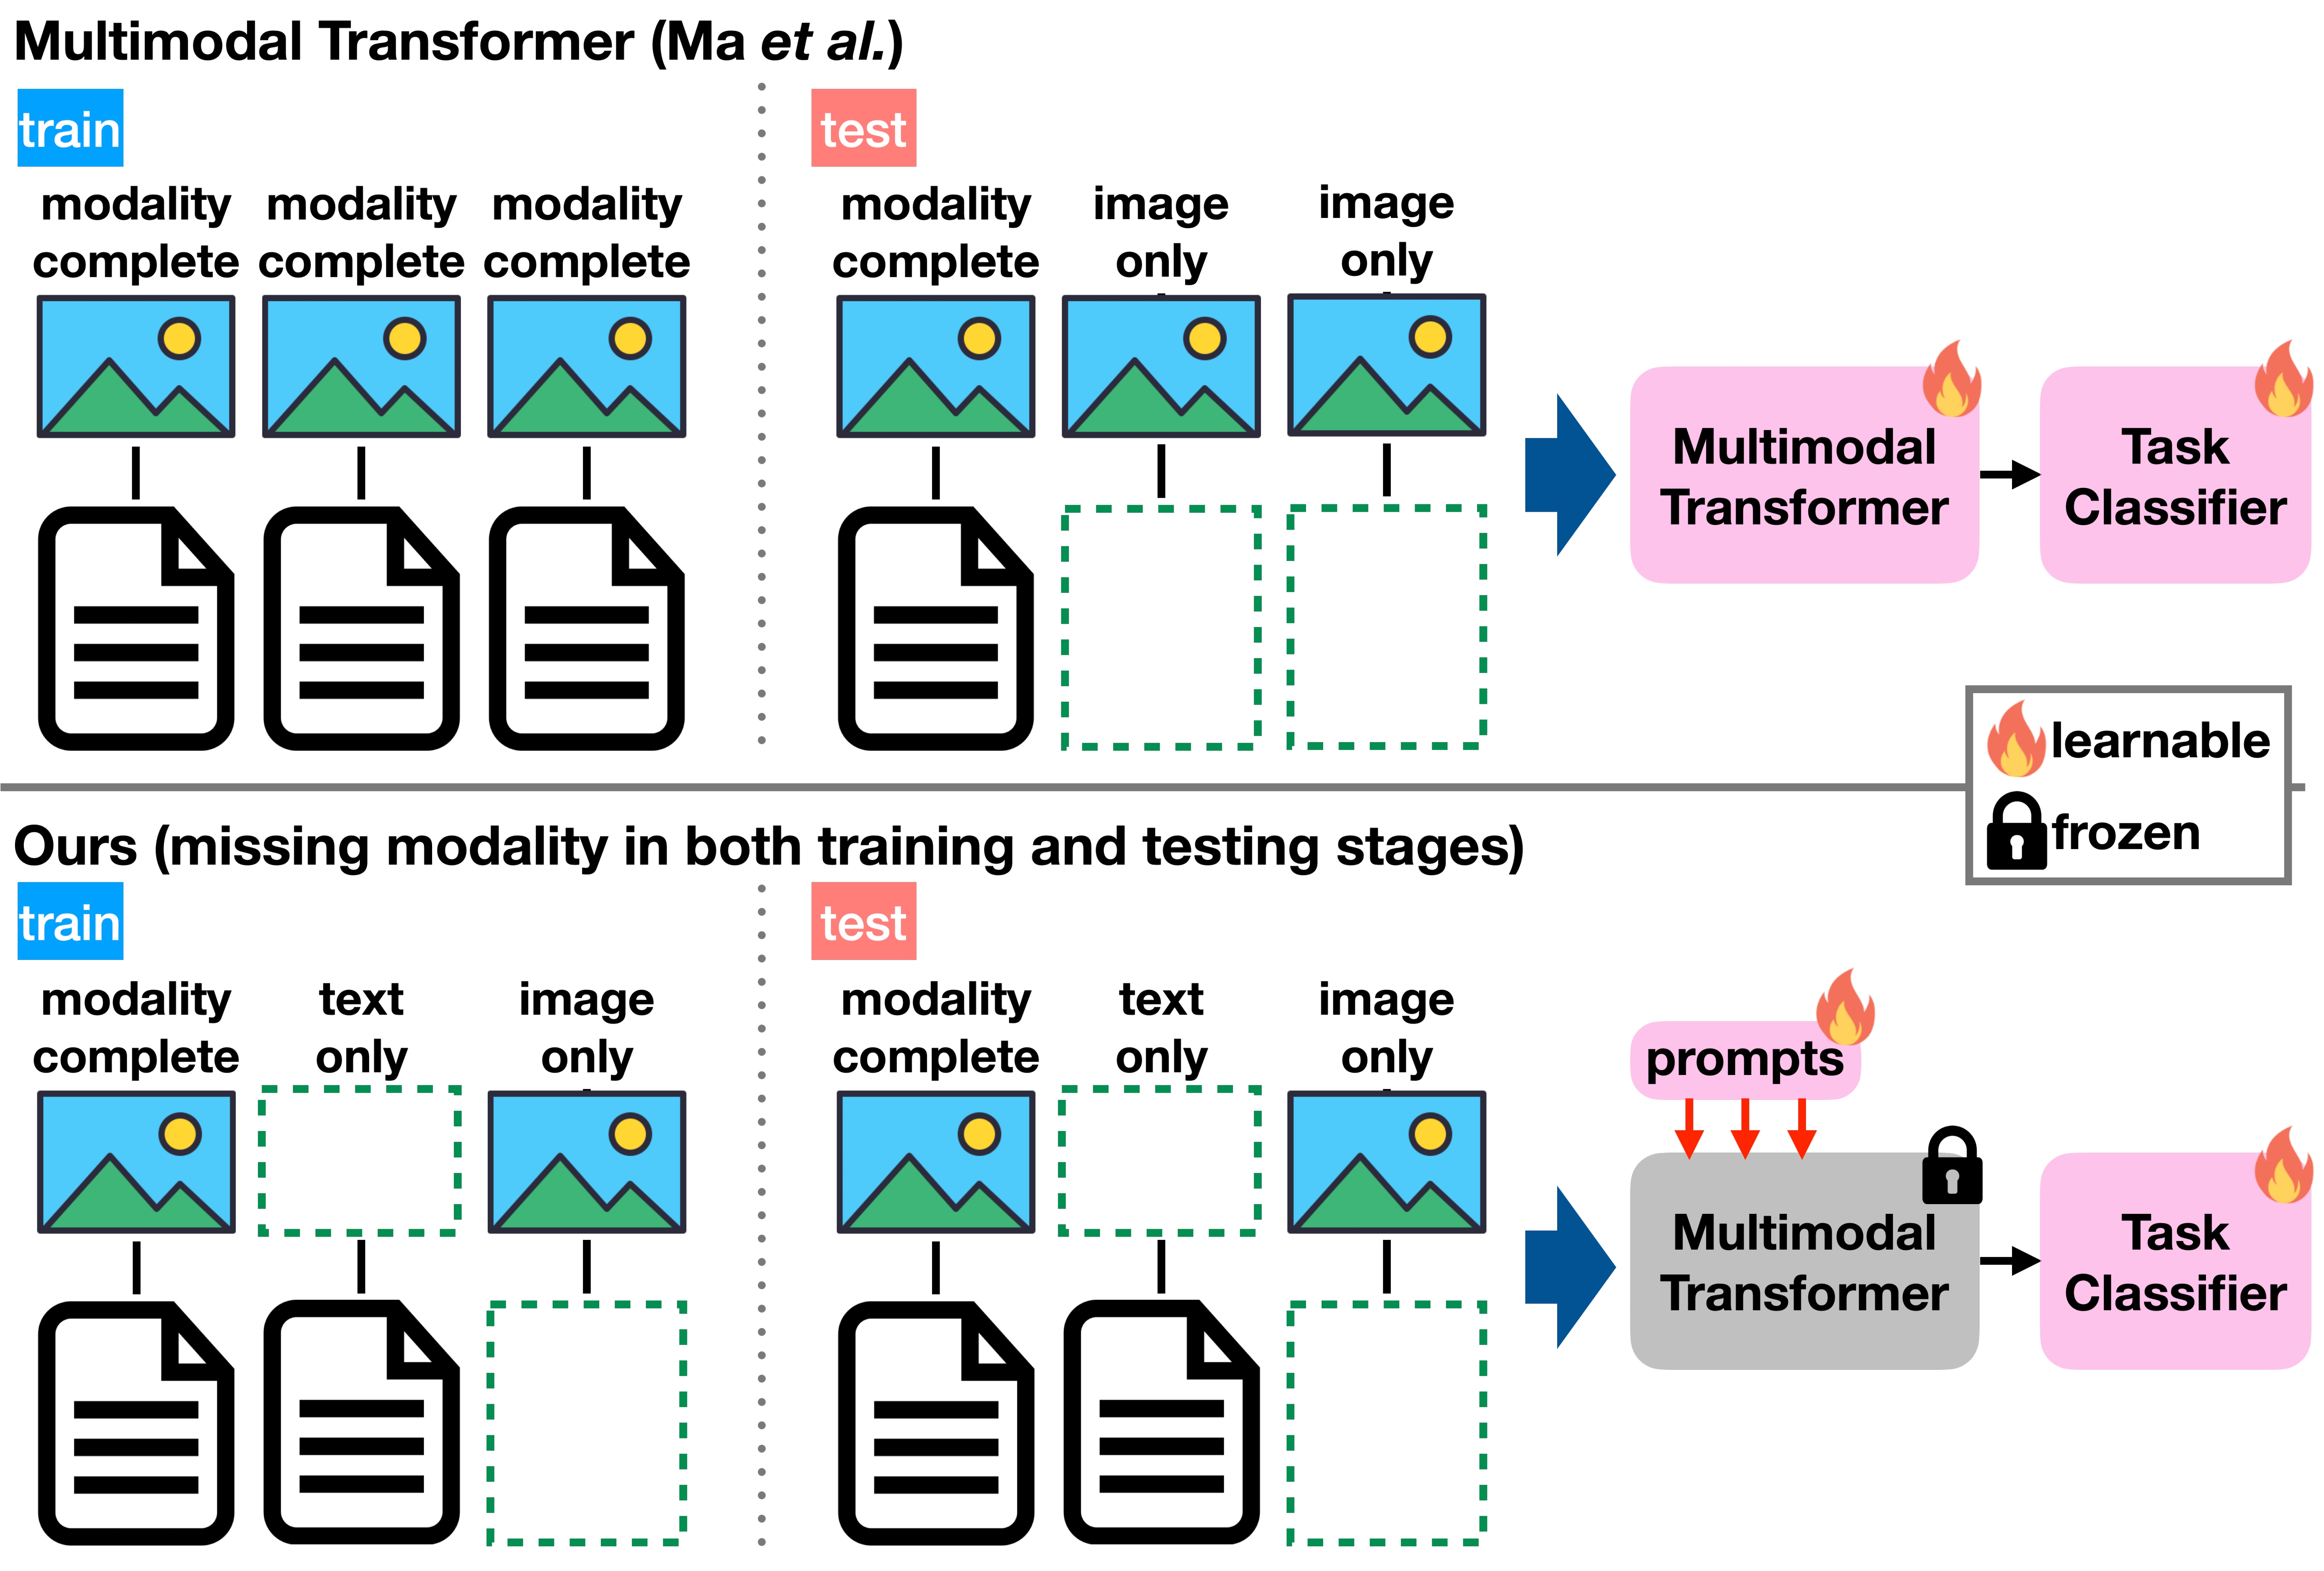 Multimodal Transformer (Ma et al.)
train
test
modality complete
modality complete
modality complete
modality complete
image only
image only
Multimodal Transformer
Task Classifier
learnable
frozen
Ours (missing modality in both training and testing stages)
train
test
modality complete
text only
image only
modality complete
text only
image only
prompts
Multimodal Transformer
Task Classifier